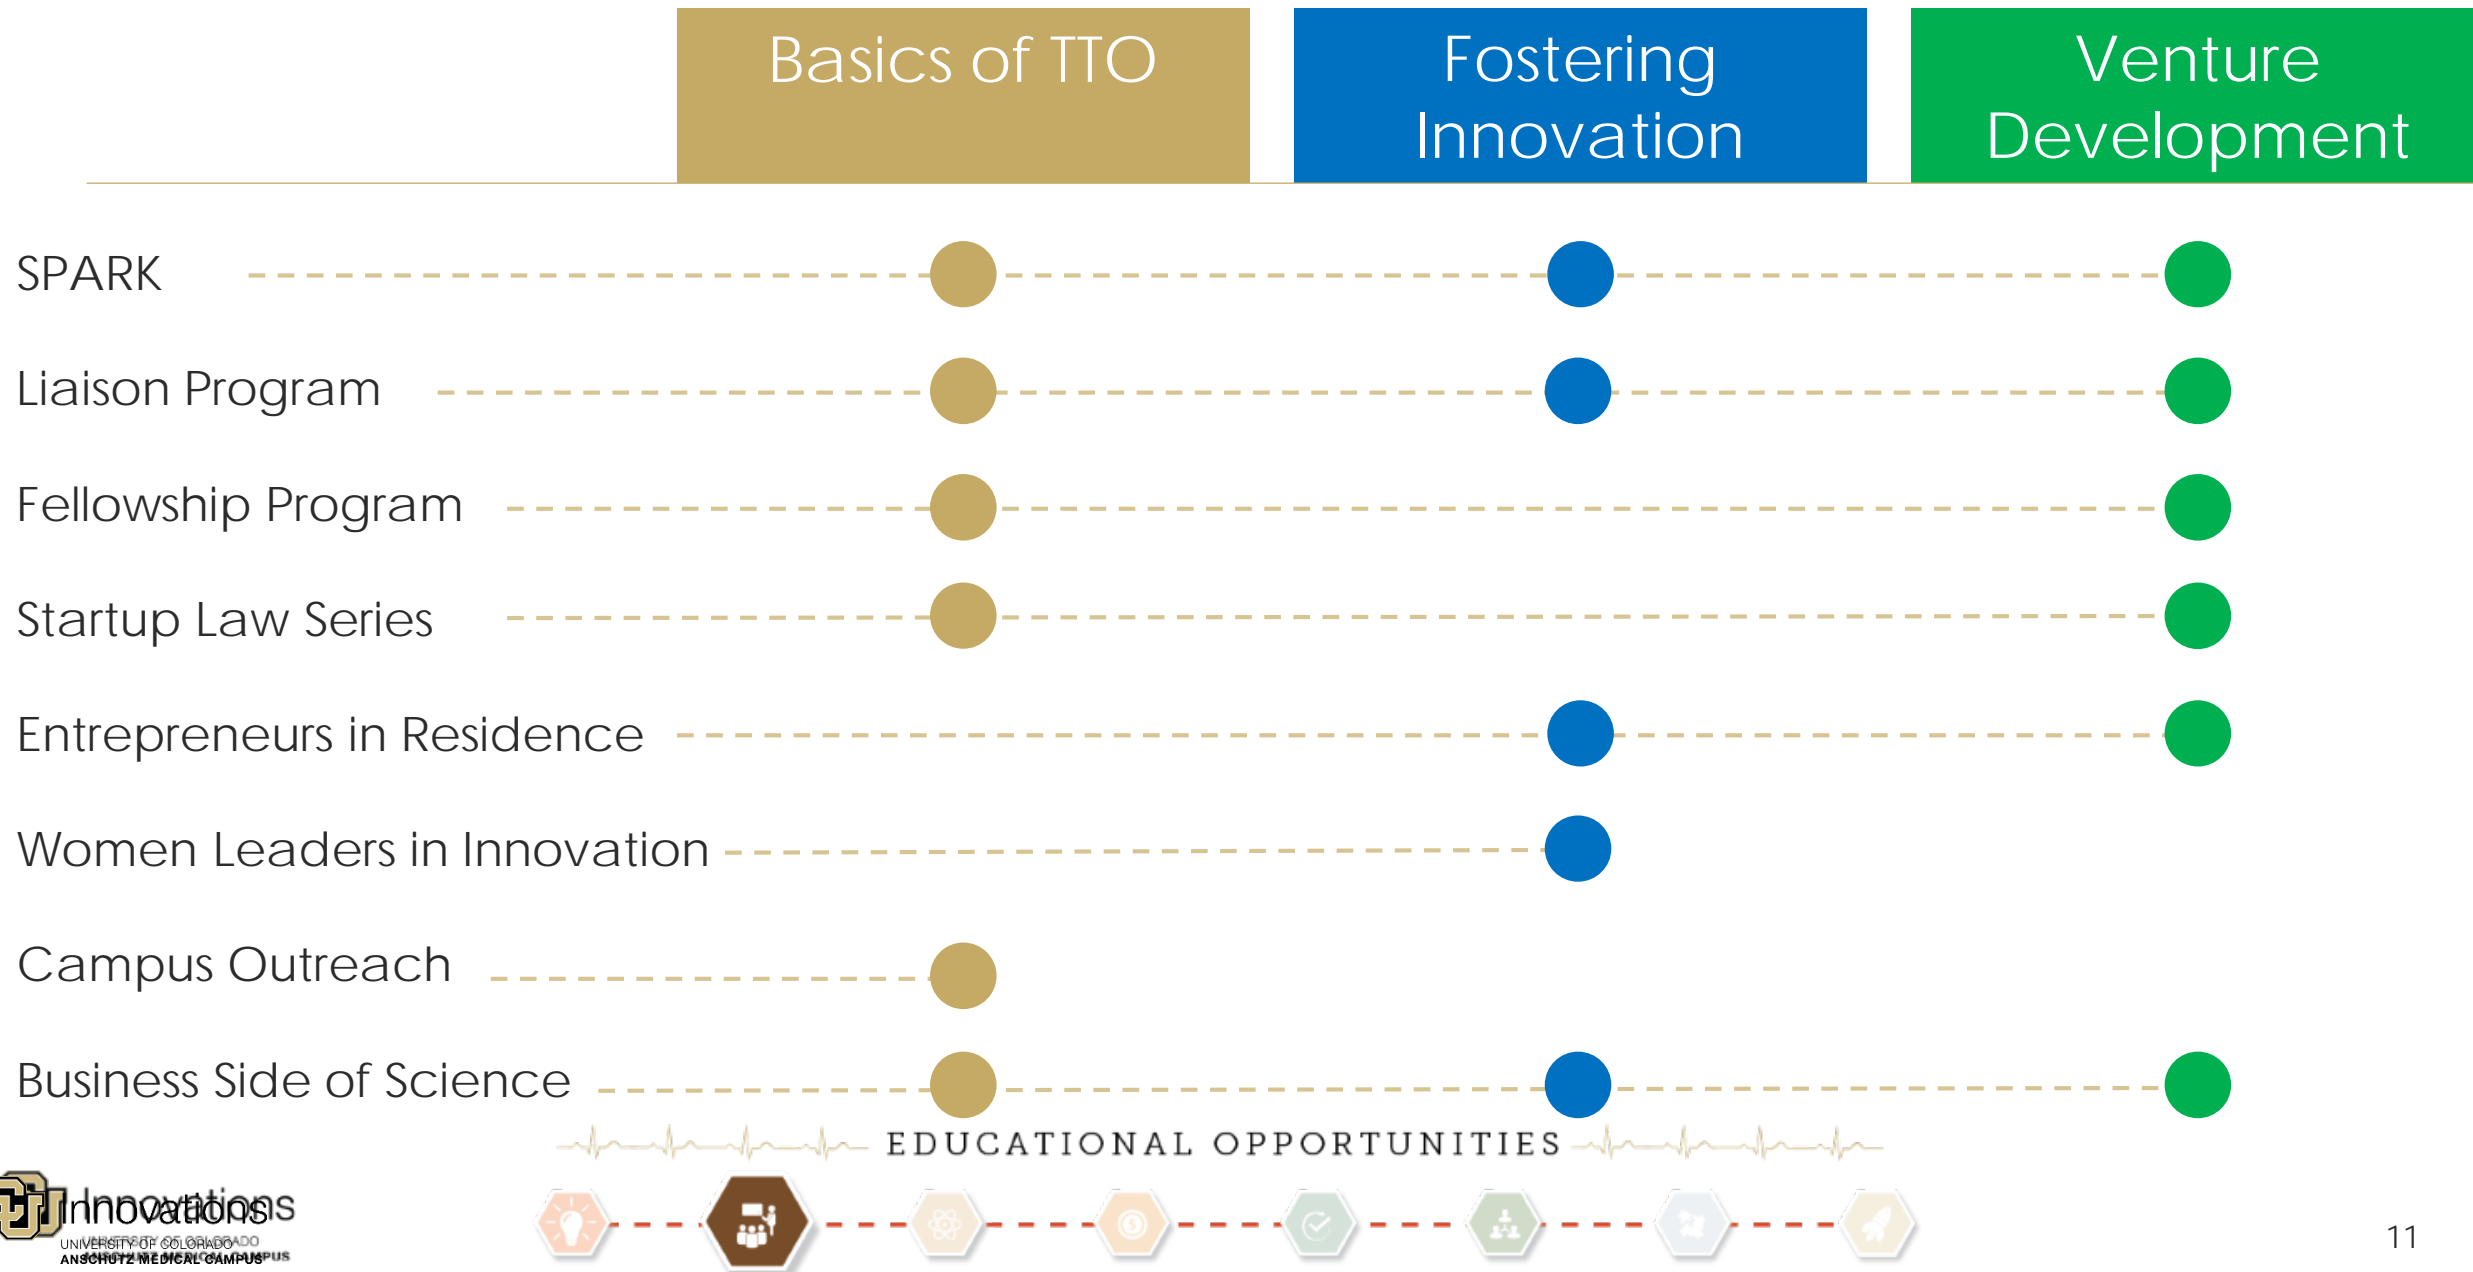 Basics of TTO
Fostering
Innovation
Venture
Development
SPARK
Liaison Program
Fellowship Program
Startup Law Series
Entrepreneurs in Residence
Women Leaders in Innovation
Campus Outreach
Business Side of Science
EDUCATIONAL OPPORTUNITIES
CU Innovations
UNIVERSITY OF COLORADO
ANSCHUTZ MEDICAL CAMPUS
11